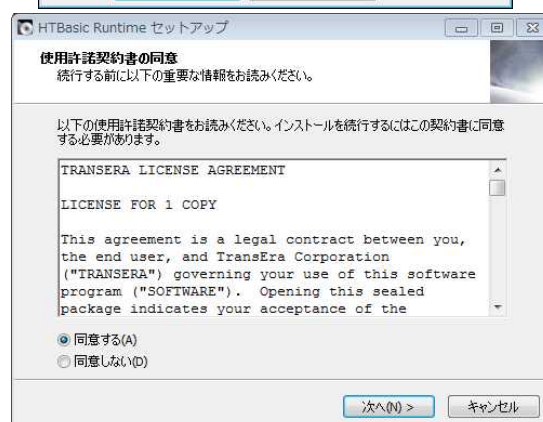 HTBasic Runtime セットアップ
使用許諾契約書の同意
続行する前に以下の重要な情報をお読みください。
以下の使用許諾契約書をお読みください。インストールを続行するにはこの契約書に同意
する必要があります。
TRANSERA LICENSE AGREEMENT
LICENSE FOR 1 COPY
This agreement is a legal contract between you,
the end user, and TransEra Corporation
("TRANSERA") governing your use of this software
program ("SOFTWARE").  Opening this sealed
package indicates your acceptance of the
同意する(A)
同意しない(D)
次へ(N) >
キャンセル